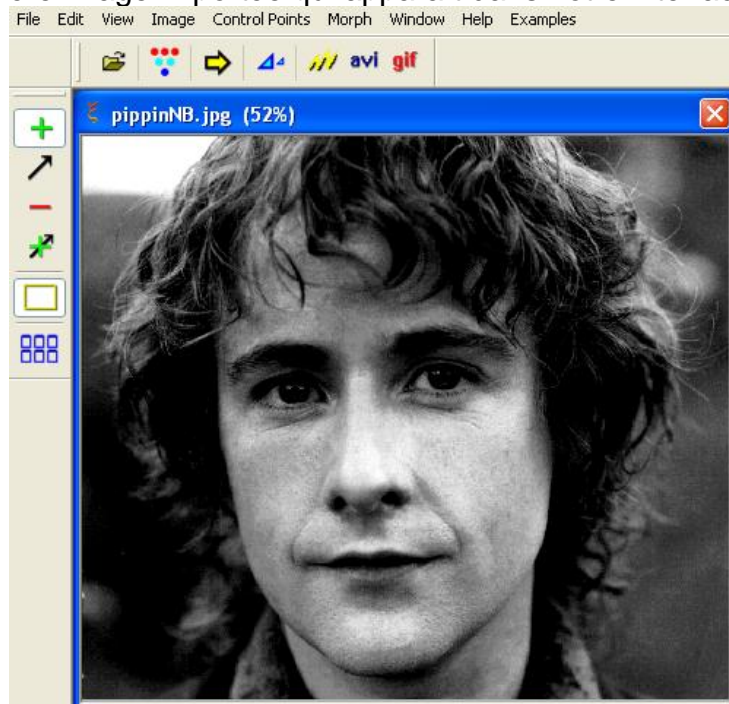 File Edit View Image Control Points Morph Window Help Examples
avi gif
pippinNB.jpg (52%)